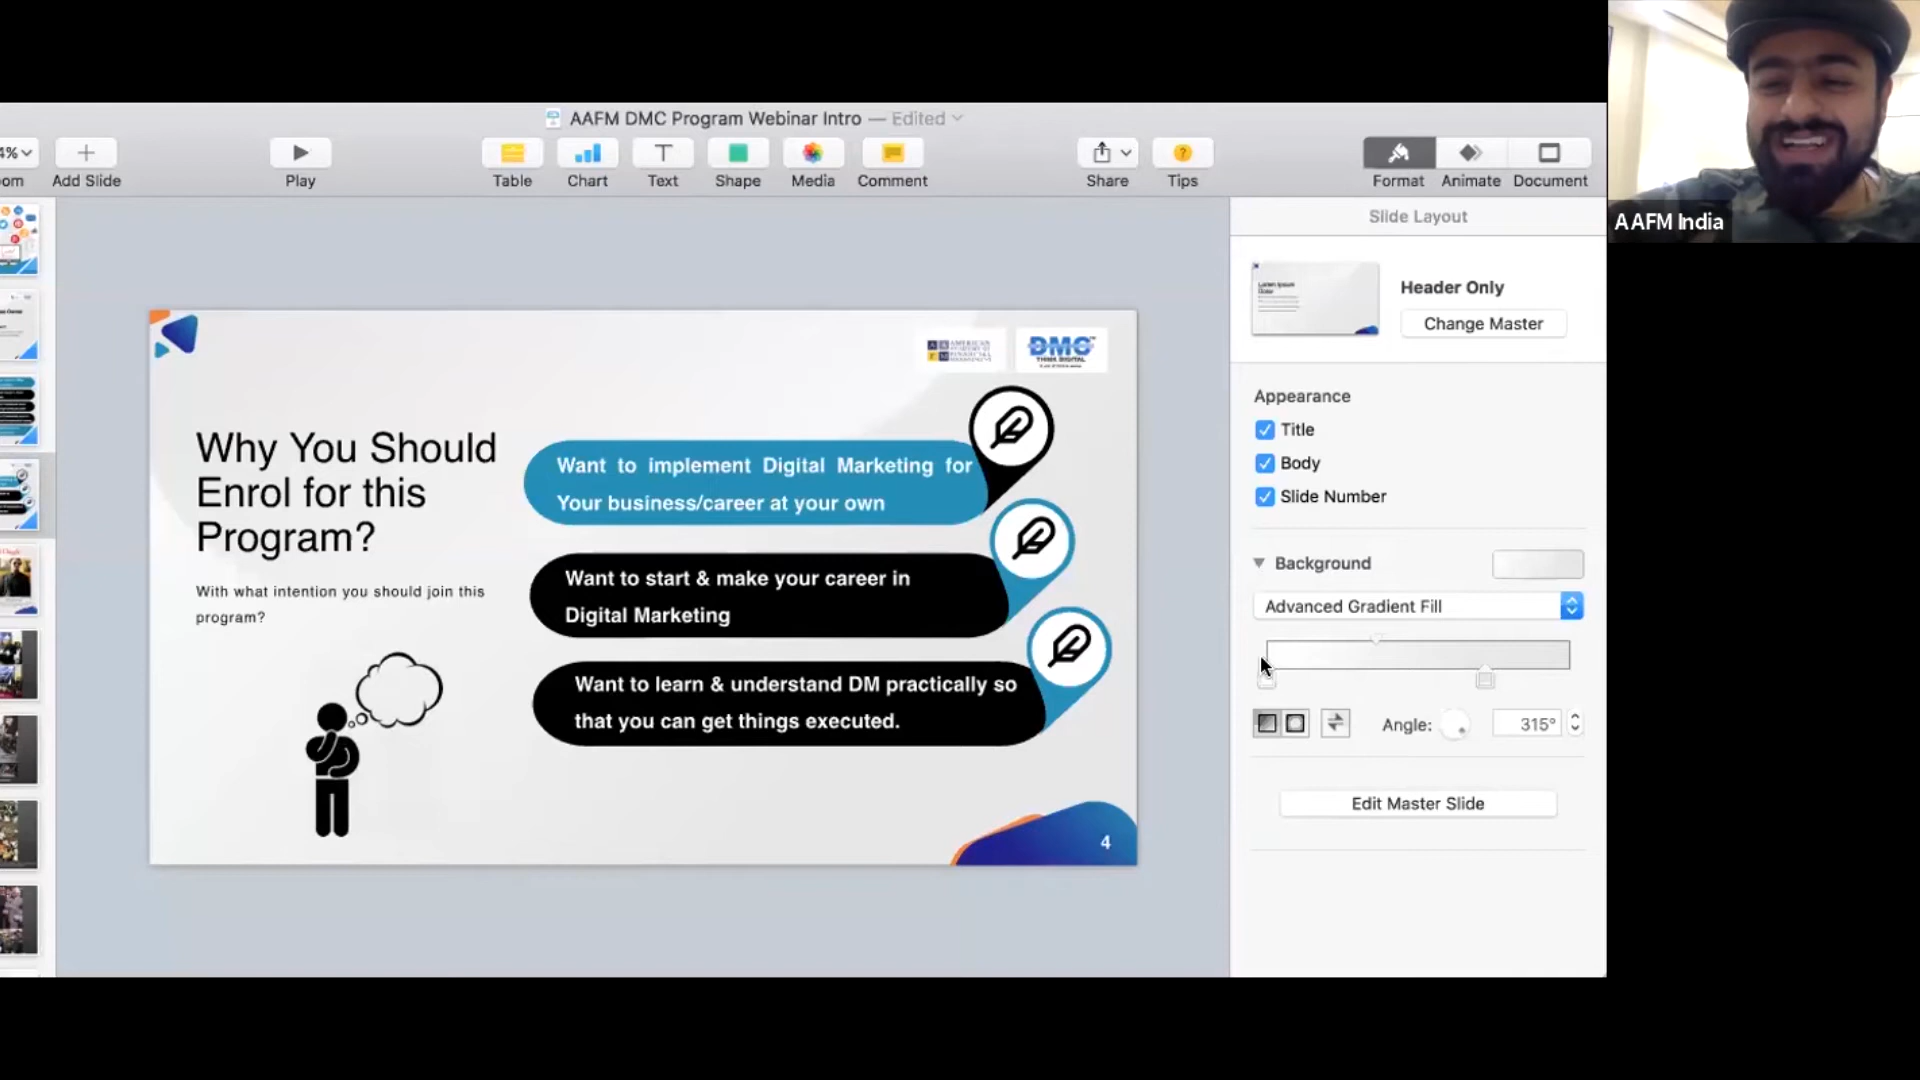 AAFM DMC Program Webinar Intro — Edited
4%
Add Slide
Play
Table
Chart
Text
Shape
Media
Comment
Share
Tips
Format
Animate
Document
AAFM India
Slide Layout
Header Only
Change Master
Appearance
Title
Body
Slide Number
Background
Advanced Gradient Fill
Angle: 315°
Edit Master Slide
AMERICAN
DMC
THINK DIGITAL
Why You Should
Enrol for this
Program?
With what intention you should join this
program?
Want to implement Digital Marketing for
Your business/career at your own
Want to start & make your career in
Digital Marketing
Want to learn & understand DM practically so
that you can get things executed.
4